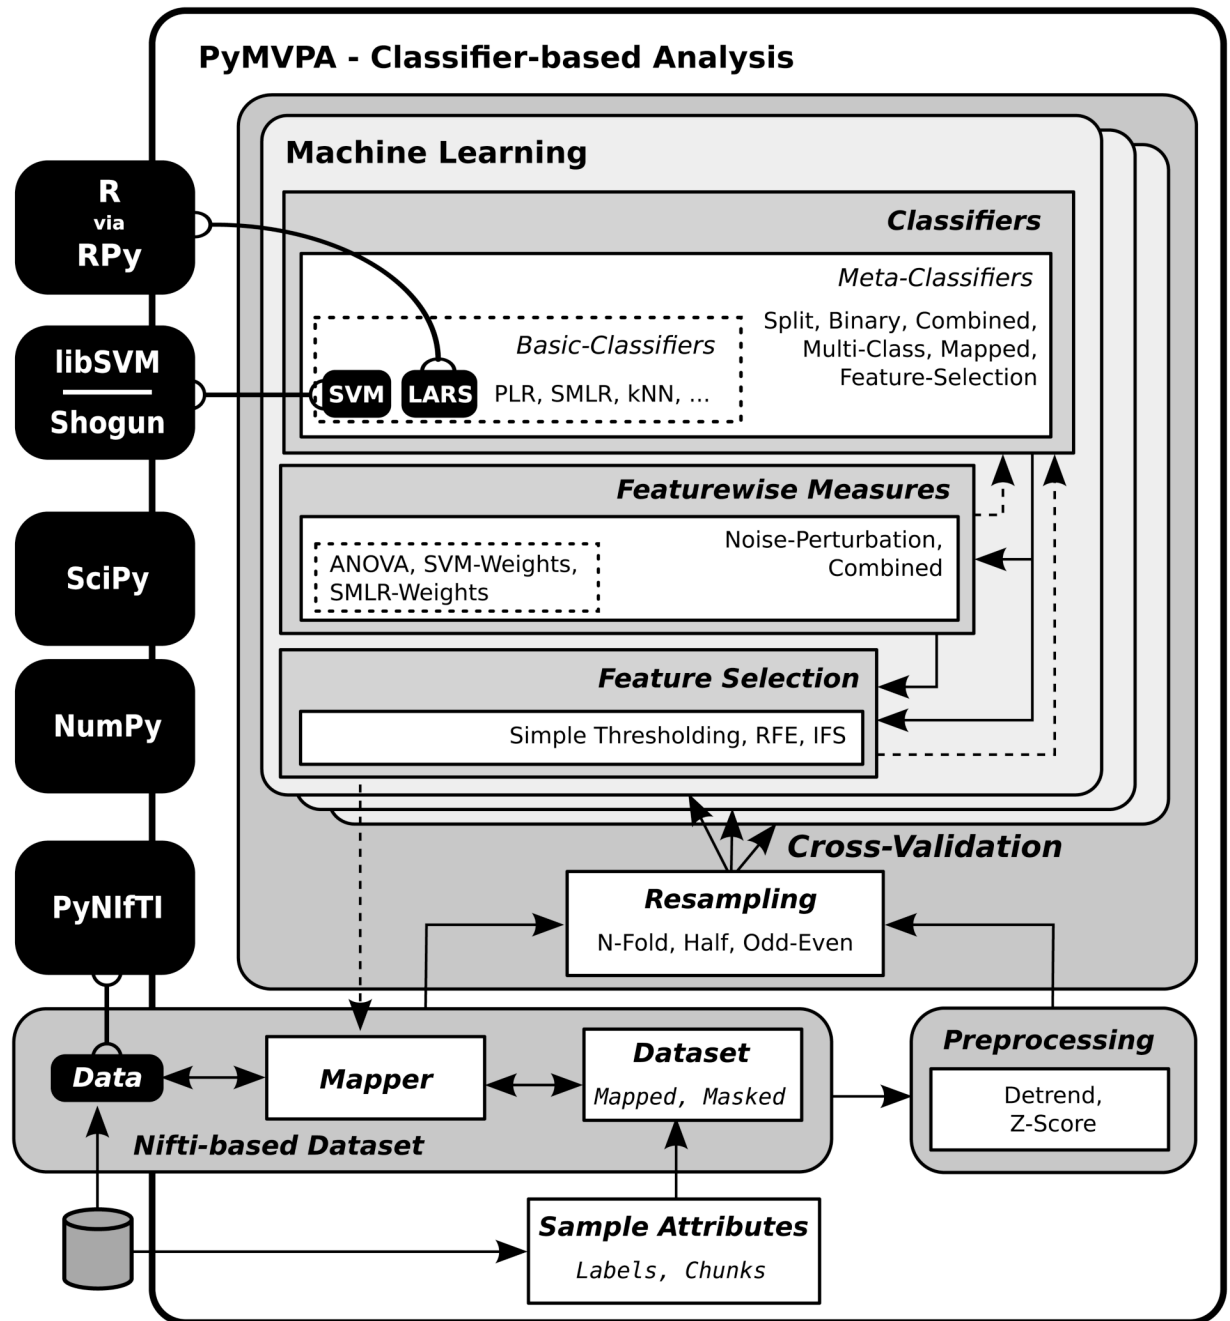 PyMVPA - Classifier-based Analysis
Machine Learning
R
via
RPy
Classifiers
Meta-Classifiers
Split, Binary, Combined,
Multi-Class, Mapped,
Feature-Selection
Basic-Classifiers
SVM
LARS
PLR, SMLR, kNN, ...
libSVM
Shogun
Featurewise Measures
Noise-Perturbation,
Combined
ANOVA, SVM-Weights,
SMLR-Weights
SciPy
Feature Selection
Simple Thresholding, RFE, IFS
NumPy
Cross-Validation
Resampling
N-Fold, Half, Odd-Even
PyNIfTI
Data
Mapper
Dataset
Mapped, Masked
Nifti-based Dataset
Preprocessing
Detrend,
Z-Score
Sample Attributes
Labels, Chunks